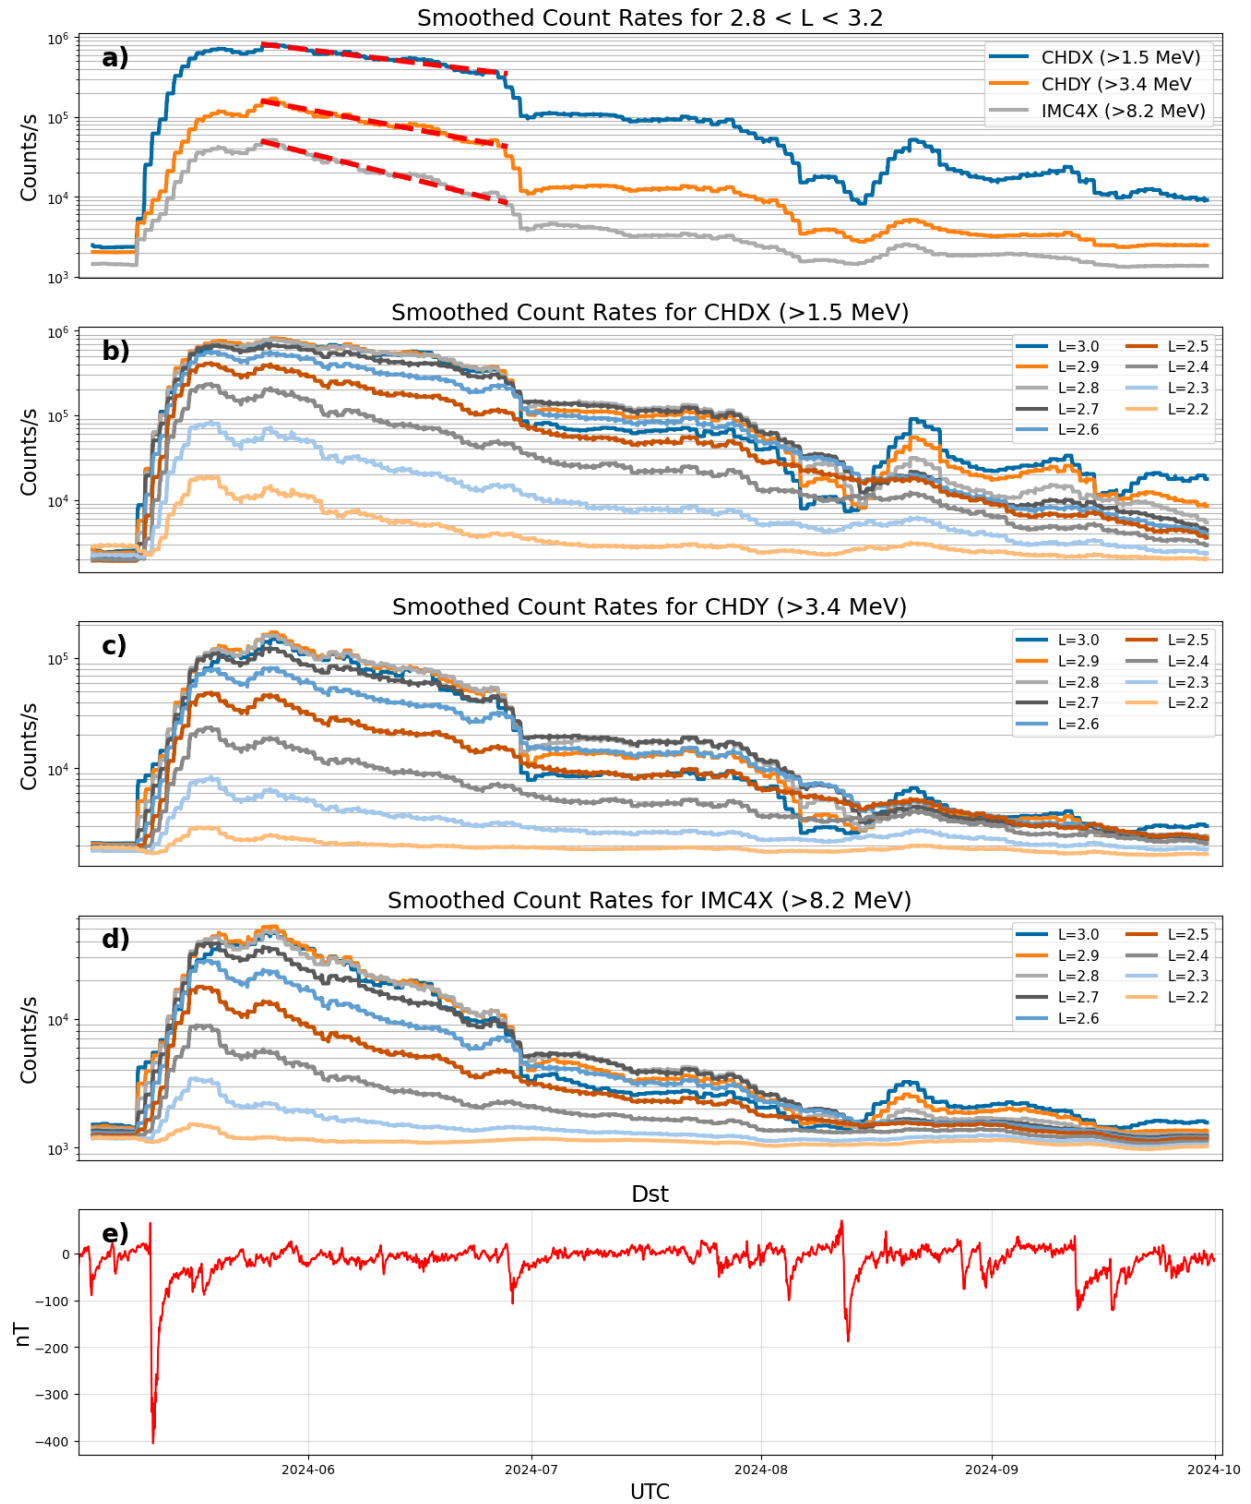 Smoothed Count Rates for 2.8 < L < 3.2
a)
10⁶
10⁵
10⁴
10³
Counts/s
CHDX (>1.5 MeV)
CHDY (>3.4 MeV
IMC4X (>8.2 MeV)
Smoothed Count Rates for CHDX (>1.5 MeV)
b)
10⁶
10⁵
10⁴
Counts/s
L=3.0 L=2.5
L=2.9 L=2.4
L=2.8 L=2.3
L=2.7 L=2.2
L=2.6
Smoothed Count Rates for CHDY (>3.4 MeV)
c)
10⁵
10⁴
Counts/s
L=3.0 L=2.5
L=2.9 L=2.4
L=2.8 L=2.3
L=2.7 L=2.2
L=2.6
Smoothed Count Rates for IMC4X (>8.2 MeV)
d)
10⁴
10³
Counts/s
L=3.0 L=2.5
L=2.9 L=2.4
L=2.8 L=2.3
L=2.7 L=2.2
L=2.6
Dst
e)
0
−100
−200
−300
−400
nT
2024-06 2024-07 2024-08 2024-09 2024-10
UTC